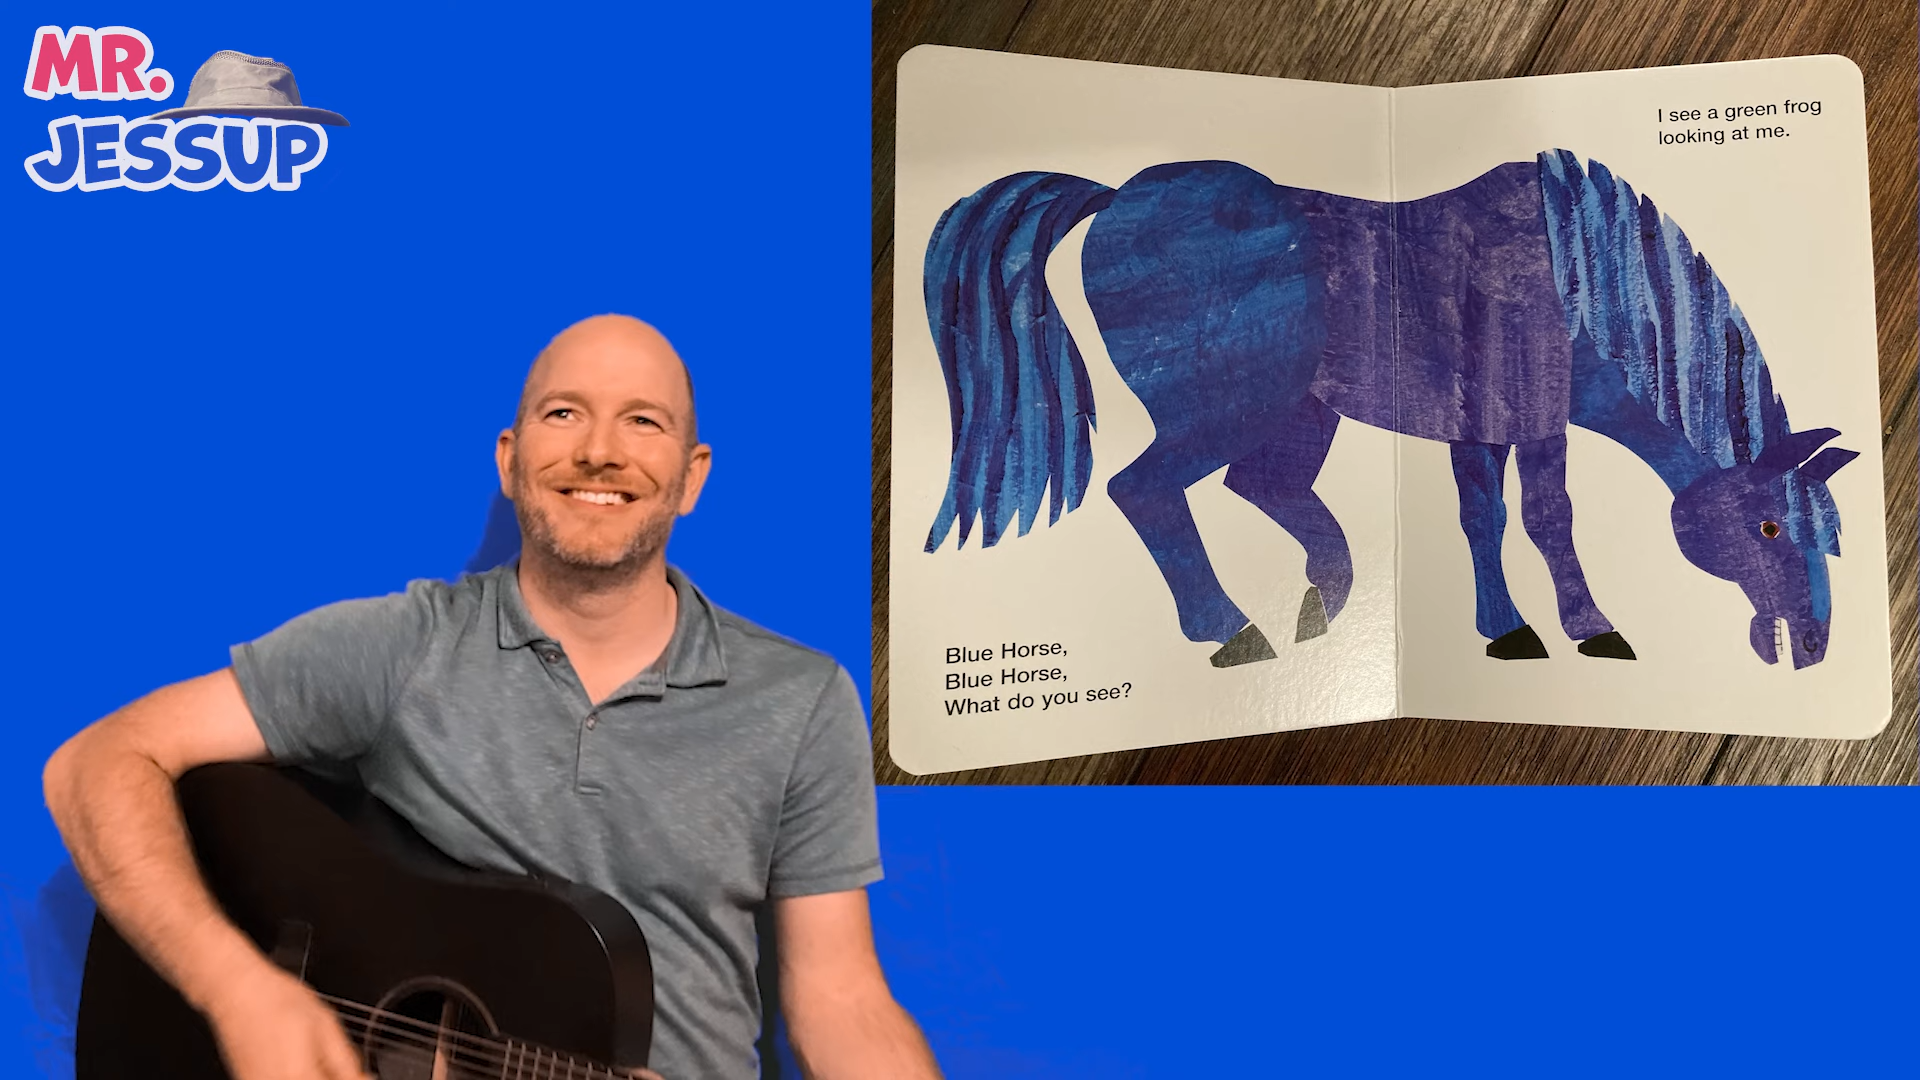 MR.
JESSUP
I see a green frog
looking at me.
Blue Horse,
Blue Horse,
What do you see?